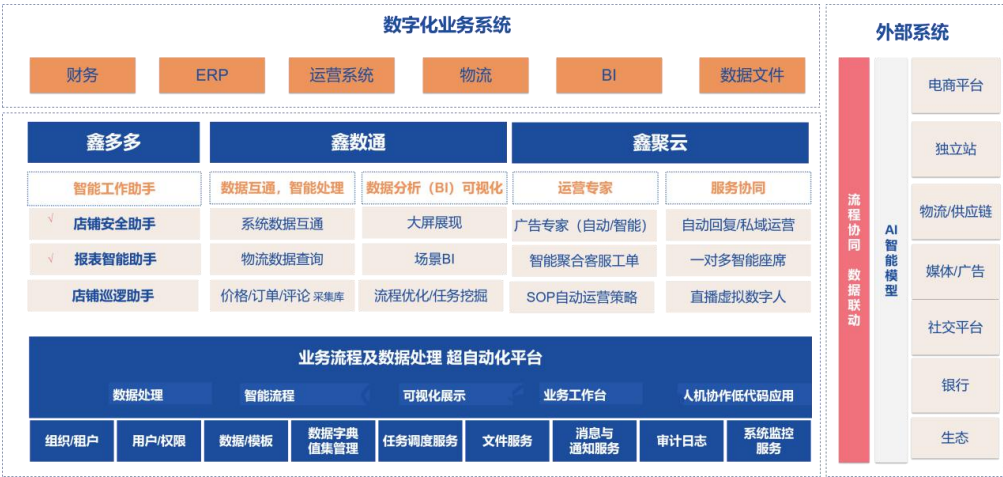 数字化业务系统
财务
ERP
运营系统
物流
BI
数据文件
鑫多多
鑫数通
鑫聚云
智能工作助手
数据互通，智能处理
数据分析（BI）可视化
运营专家
服务协同
√ 店铺安全助手
系统数据互通
大屏展现
广告专家（自动/智能）
自动回复/私域运营
√ 报表智能助手
物流数据查询
场景BI
智能聚合客服工单
一对多智能座席
店铺巡逻助手
价格/订单/评论 采集库
流程优化/任务挖掘
SOP自动运营策略
直播虚拟数字人
业务流程及数据处理 超自动化平台
数据处理
智能流程
可视化展示
业务工作台
人机协作低代码应用
组织/租户
用户/权限
数据/模板
数据字典
值集管理
任务调度服务
文件服务
消息与
通知服务
审计日志
系统监控
服务
外部系统
流程协同 数据联动
AI智能模型
电商平台
独立站
物流/供应链
媒体/广告
社交平台
银行
生态